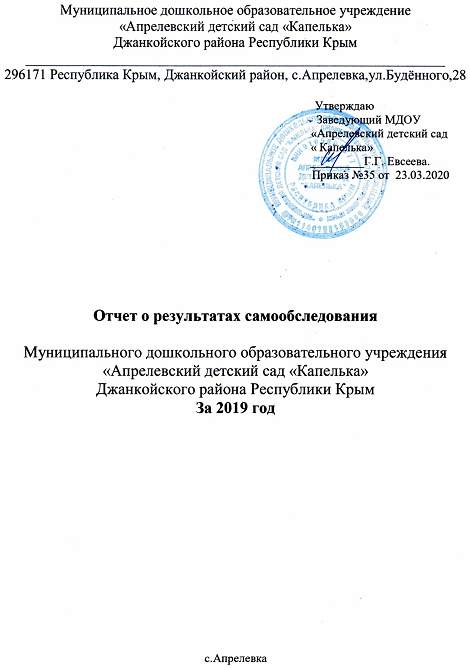 Муниципальное дошкольное образовательное учреждение
«Апрелевский детский сад «Капелька»
Джанкойского района Республики Крым
296171 Республика Крым, Джанкойский район, с.Апрелевка,ул.Будённого,28
Утверждаю
Заведующий МДОУ
«Апрелевский детский сад
« Капелька»
Г.Г. Евсеева.
Приказ №35 от 23.03.2020
Отчет о результатах самообследования
Муниципального дошкольного образовательного учреждения
«Апрелевский детский сад «Капелька»
Джанкойского района Республики Крым
За 2019 год
с.Апрелевка